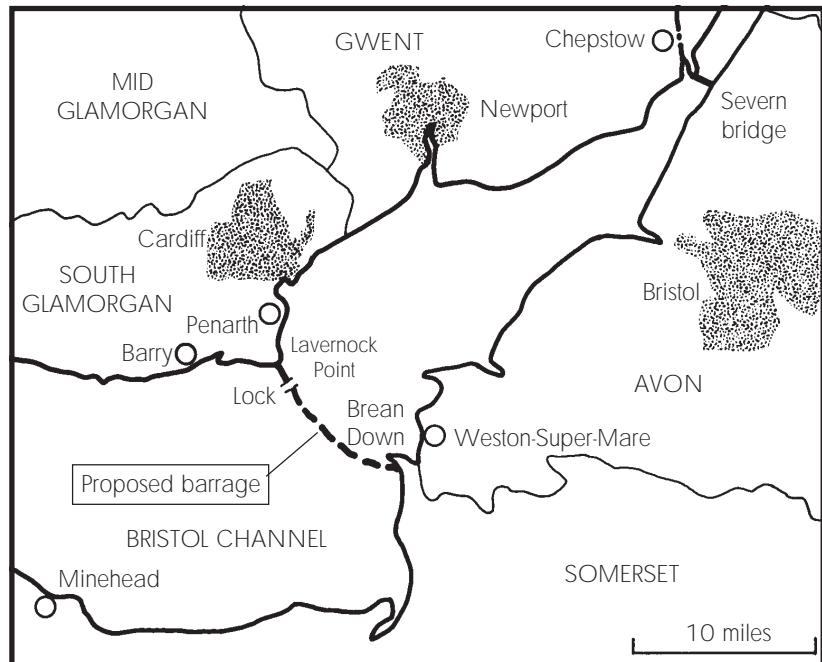 GWENT
Chepstow
MID
GLAMORGAN
Newport
Severn
bridge
Cardiff
SOUTH
GLAMORGAN
Bristol
Penarth
Barry
Lavernock
Point
Lock
AVON
Brean
Down
Weston-Super-Mare
Proposed barrage
BRISTOL CHANNEL
Minehead
SOMERSET
10 miles